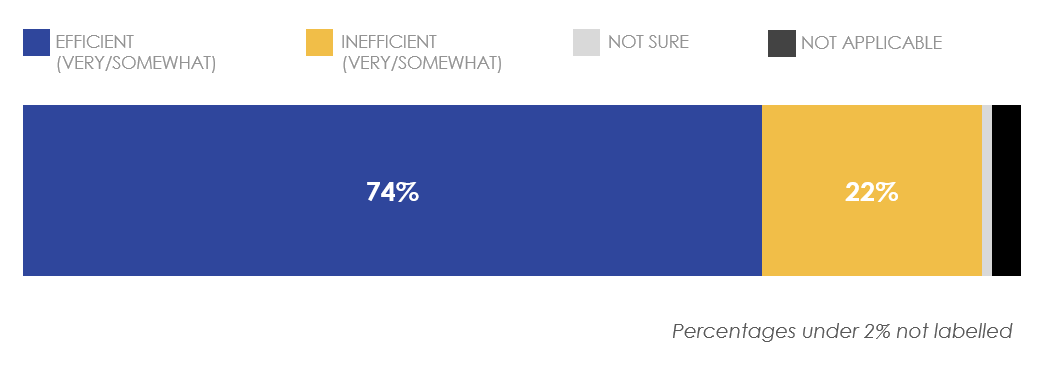 EFFICIENT
(VERY/SOMEWHAT)
INEFFICIENT
(VERY/SOMEWHAT)
NOT SURE
NOT APPLICABLE
74%
22%
Percentages under 2% not labelled